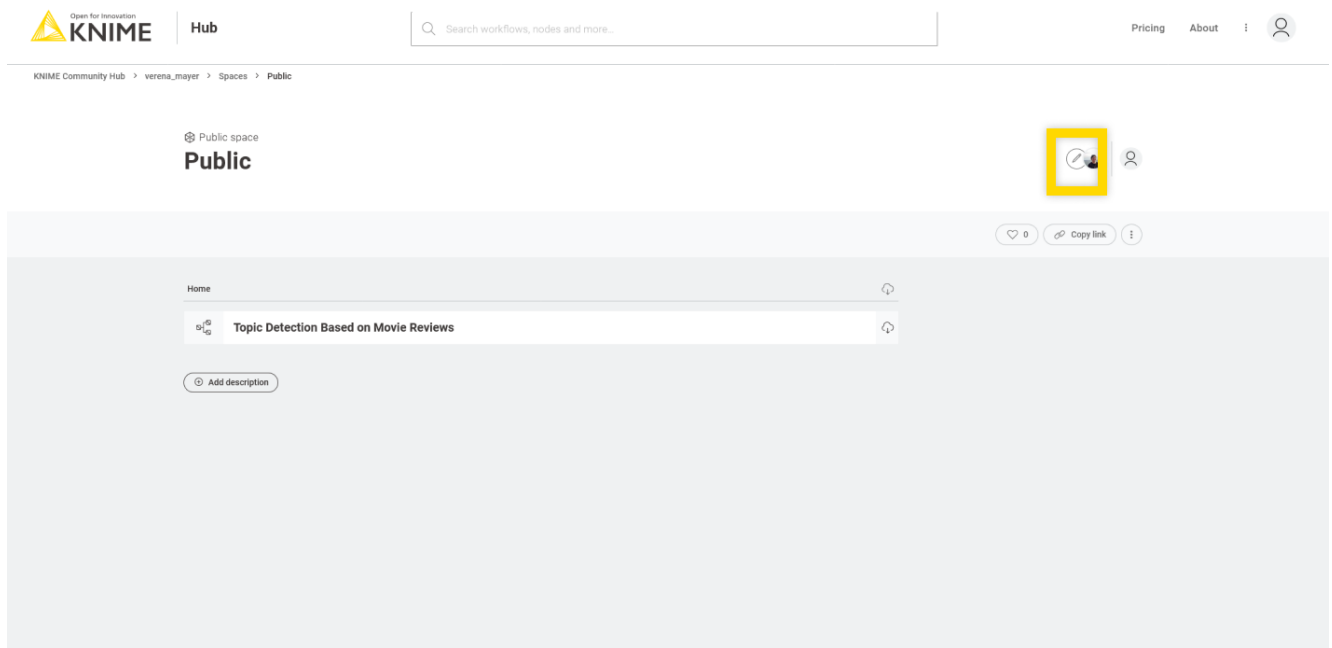 Open for Innovation
KNIME
Hub
Search workflows, nodes and more...
Pricing
About
KNIME Community Hub > verena_mayer > Spaces > Public
Public space
Public
0
Copy link
Home
Topic Detection Based on Movie Reviews
Add description